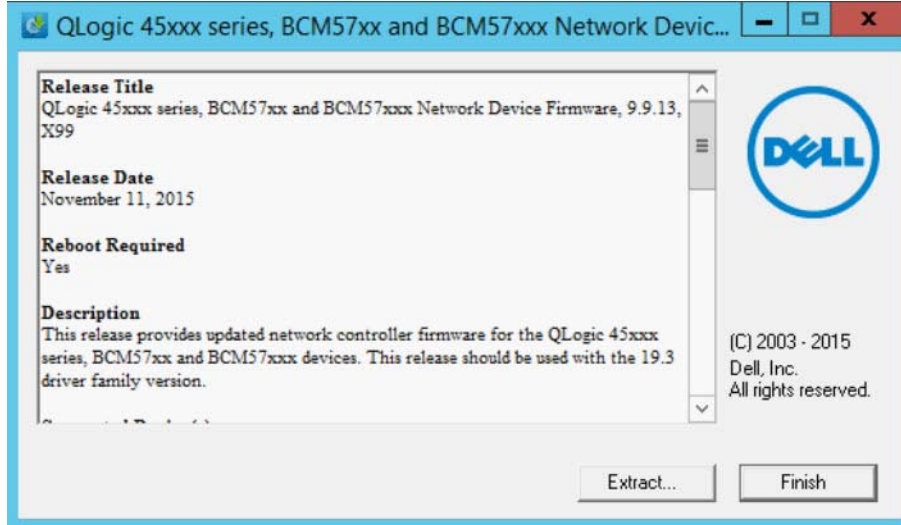 QLogic 45xxx series, BCM57xx and BCM57xxx Network Devic...
Release Title
QLogic 45xxx series, BCM57xx and BCM57xxx Network Device Firmware, 9.9.13,
X99
Release Date
November 11, 2015
Reboot Required
Yes
Description
This release provides updated network controller firmware for the QLogic 45xxx
series, BCM57xx and BCM57xxx devices. This release should be used with the 19.3
driver family version.
DELL
(C) 2003 - 2015
Dell, Inc.
All rights reserved.
Extract...
Finish